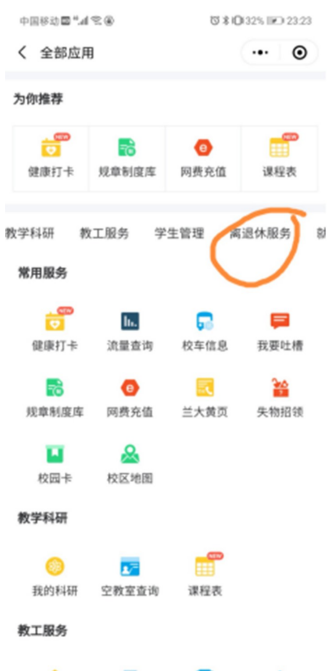 中国移动 32% 23:23
全部应用
为你推荐
NEW NEW
健康打卡 规章制度库 网费充值 课程表
教学科研 教工服务 学生管理 离退休服务
常用服务
NEW
健康打卡 流量查询 校车信息 我要吐槽
规章制度库 网费充值 兰大黄页 失物招领
校园卡 校区地图
教学科研
NEW
我的科研 空教室查询 课程表
教工服务